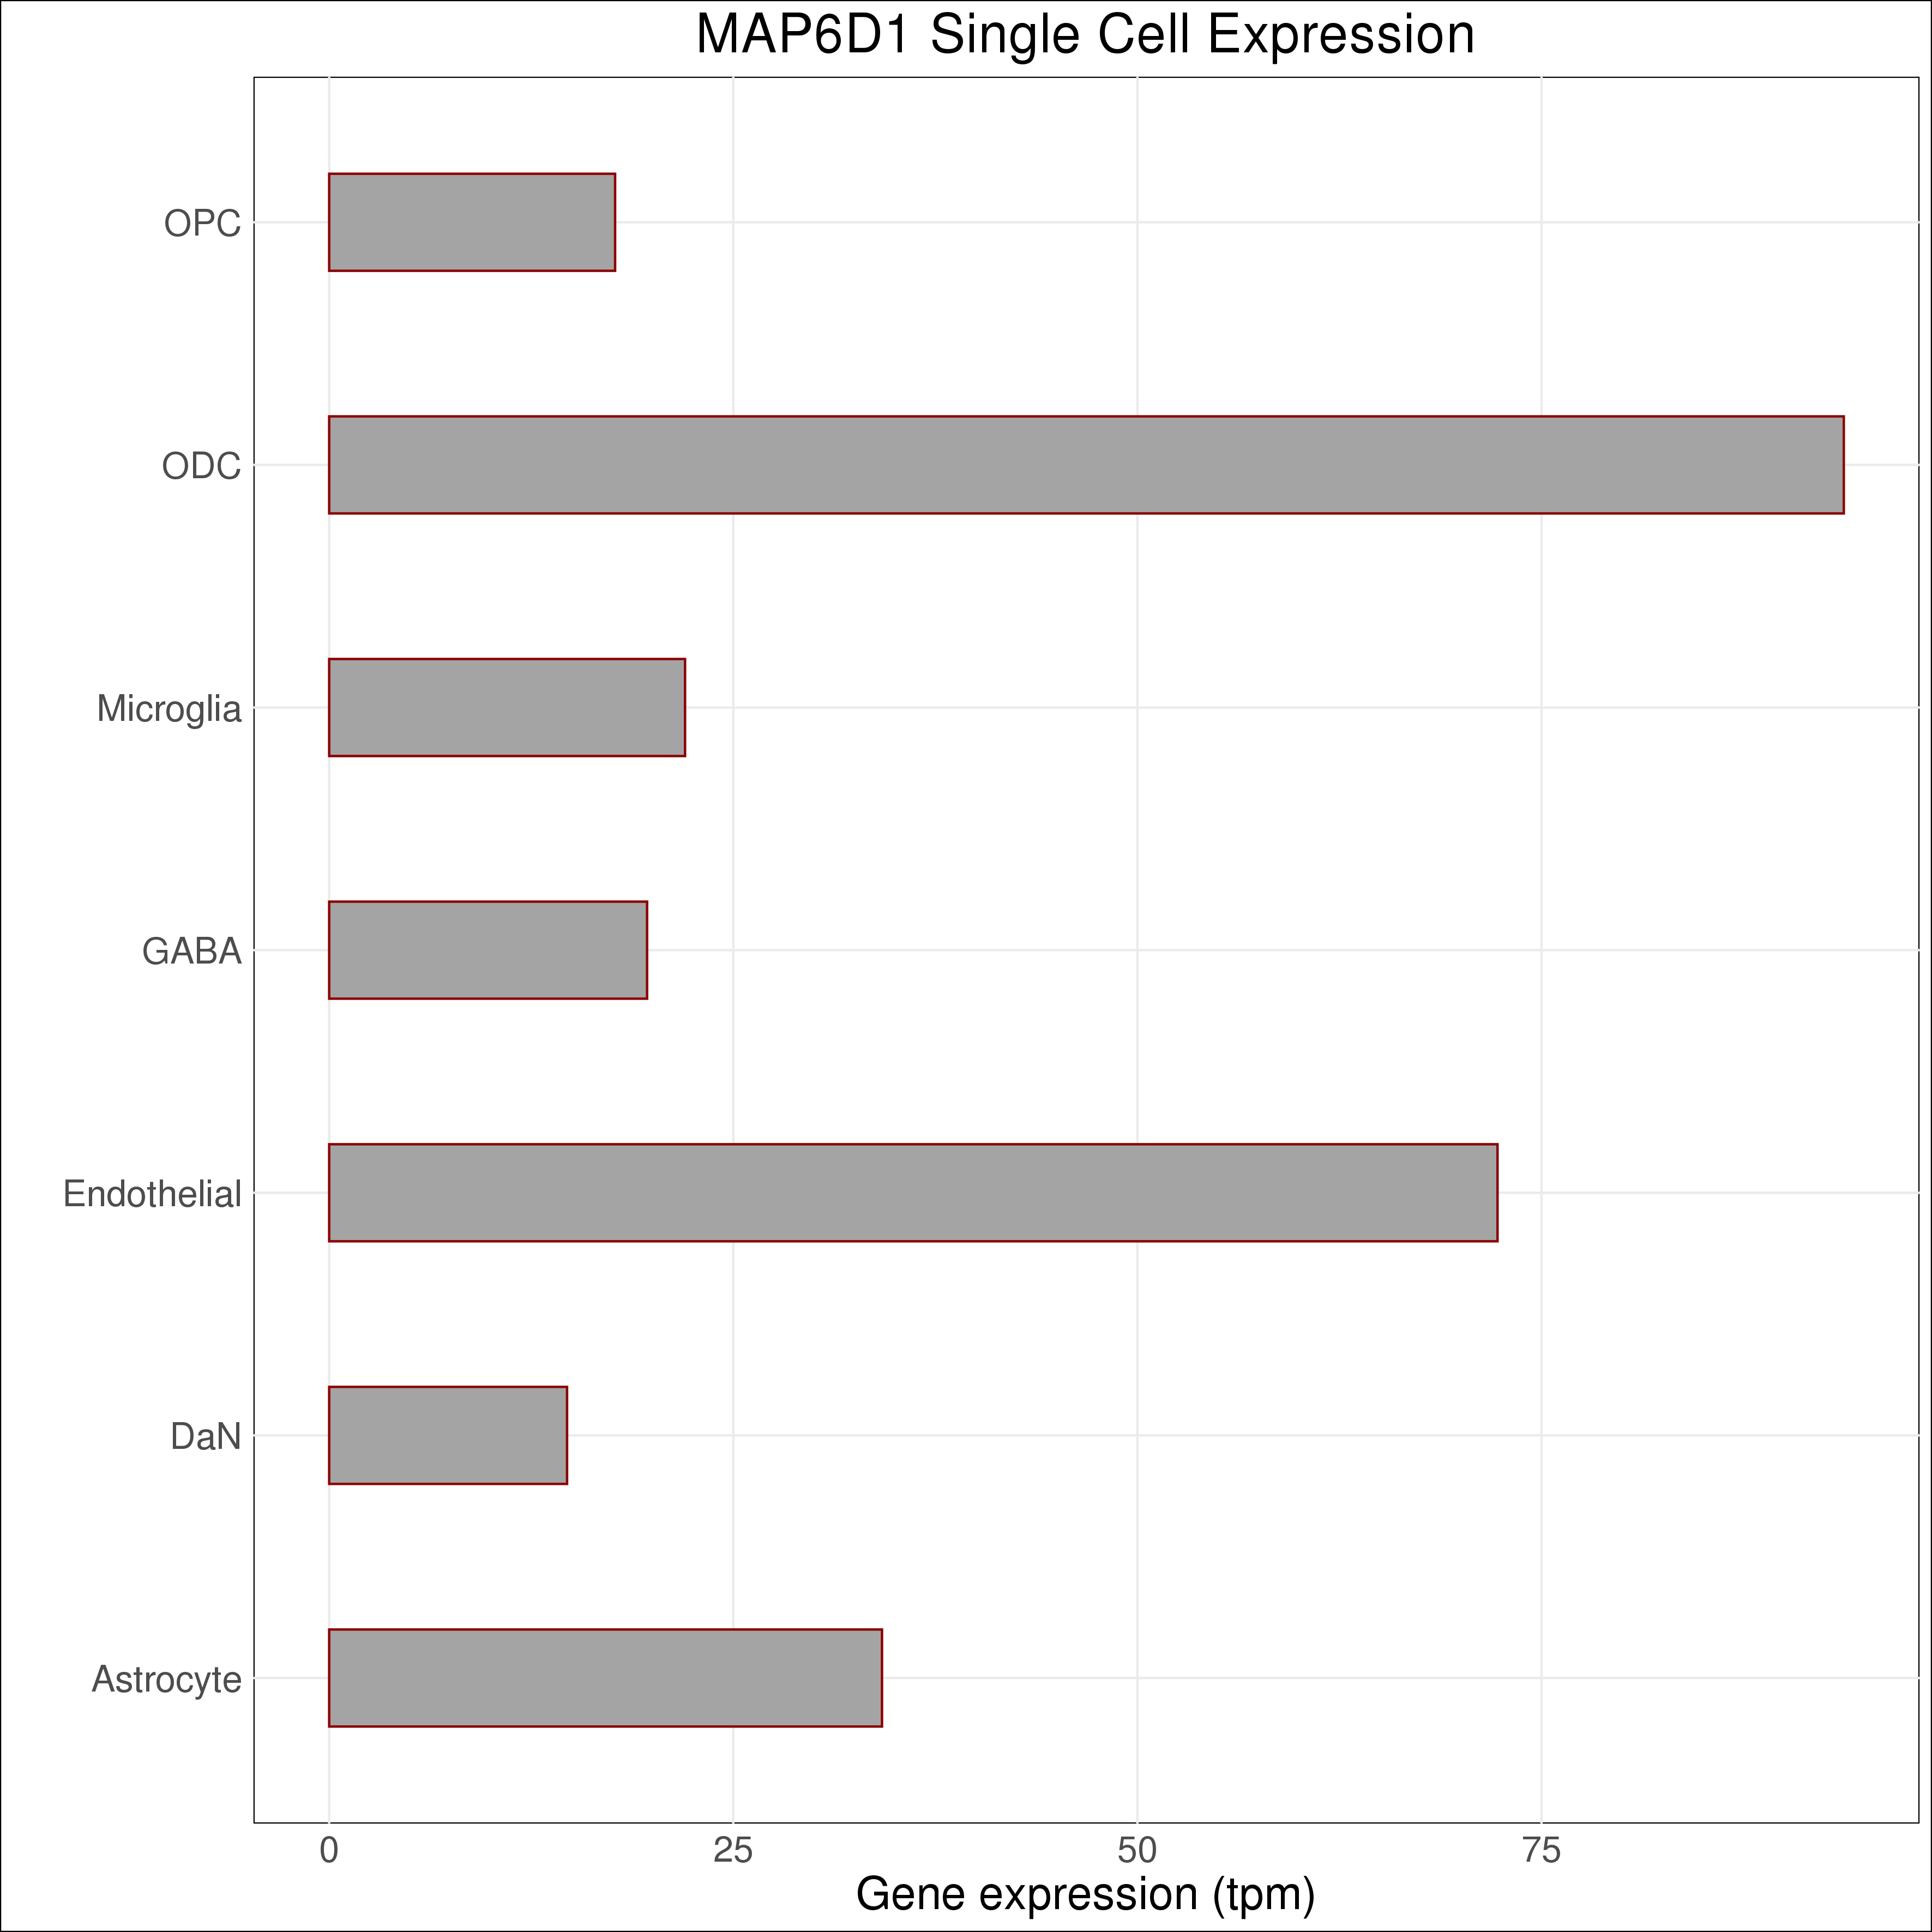 MAP6D1 Single Cell Expression
OPC
ODC
Microglia
GABA
Endothelial
DaN
Astrocyte
0 25 50 75
Gene expression (tpm)